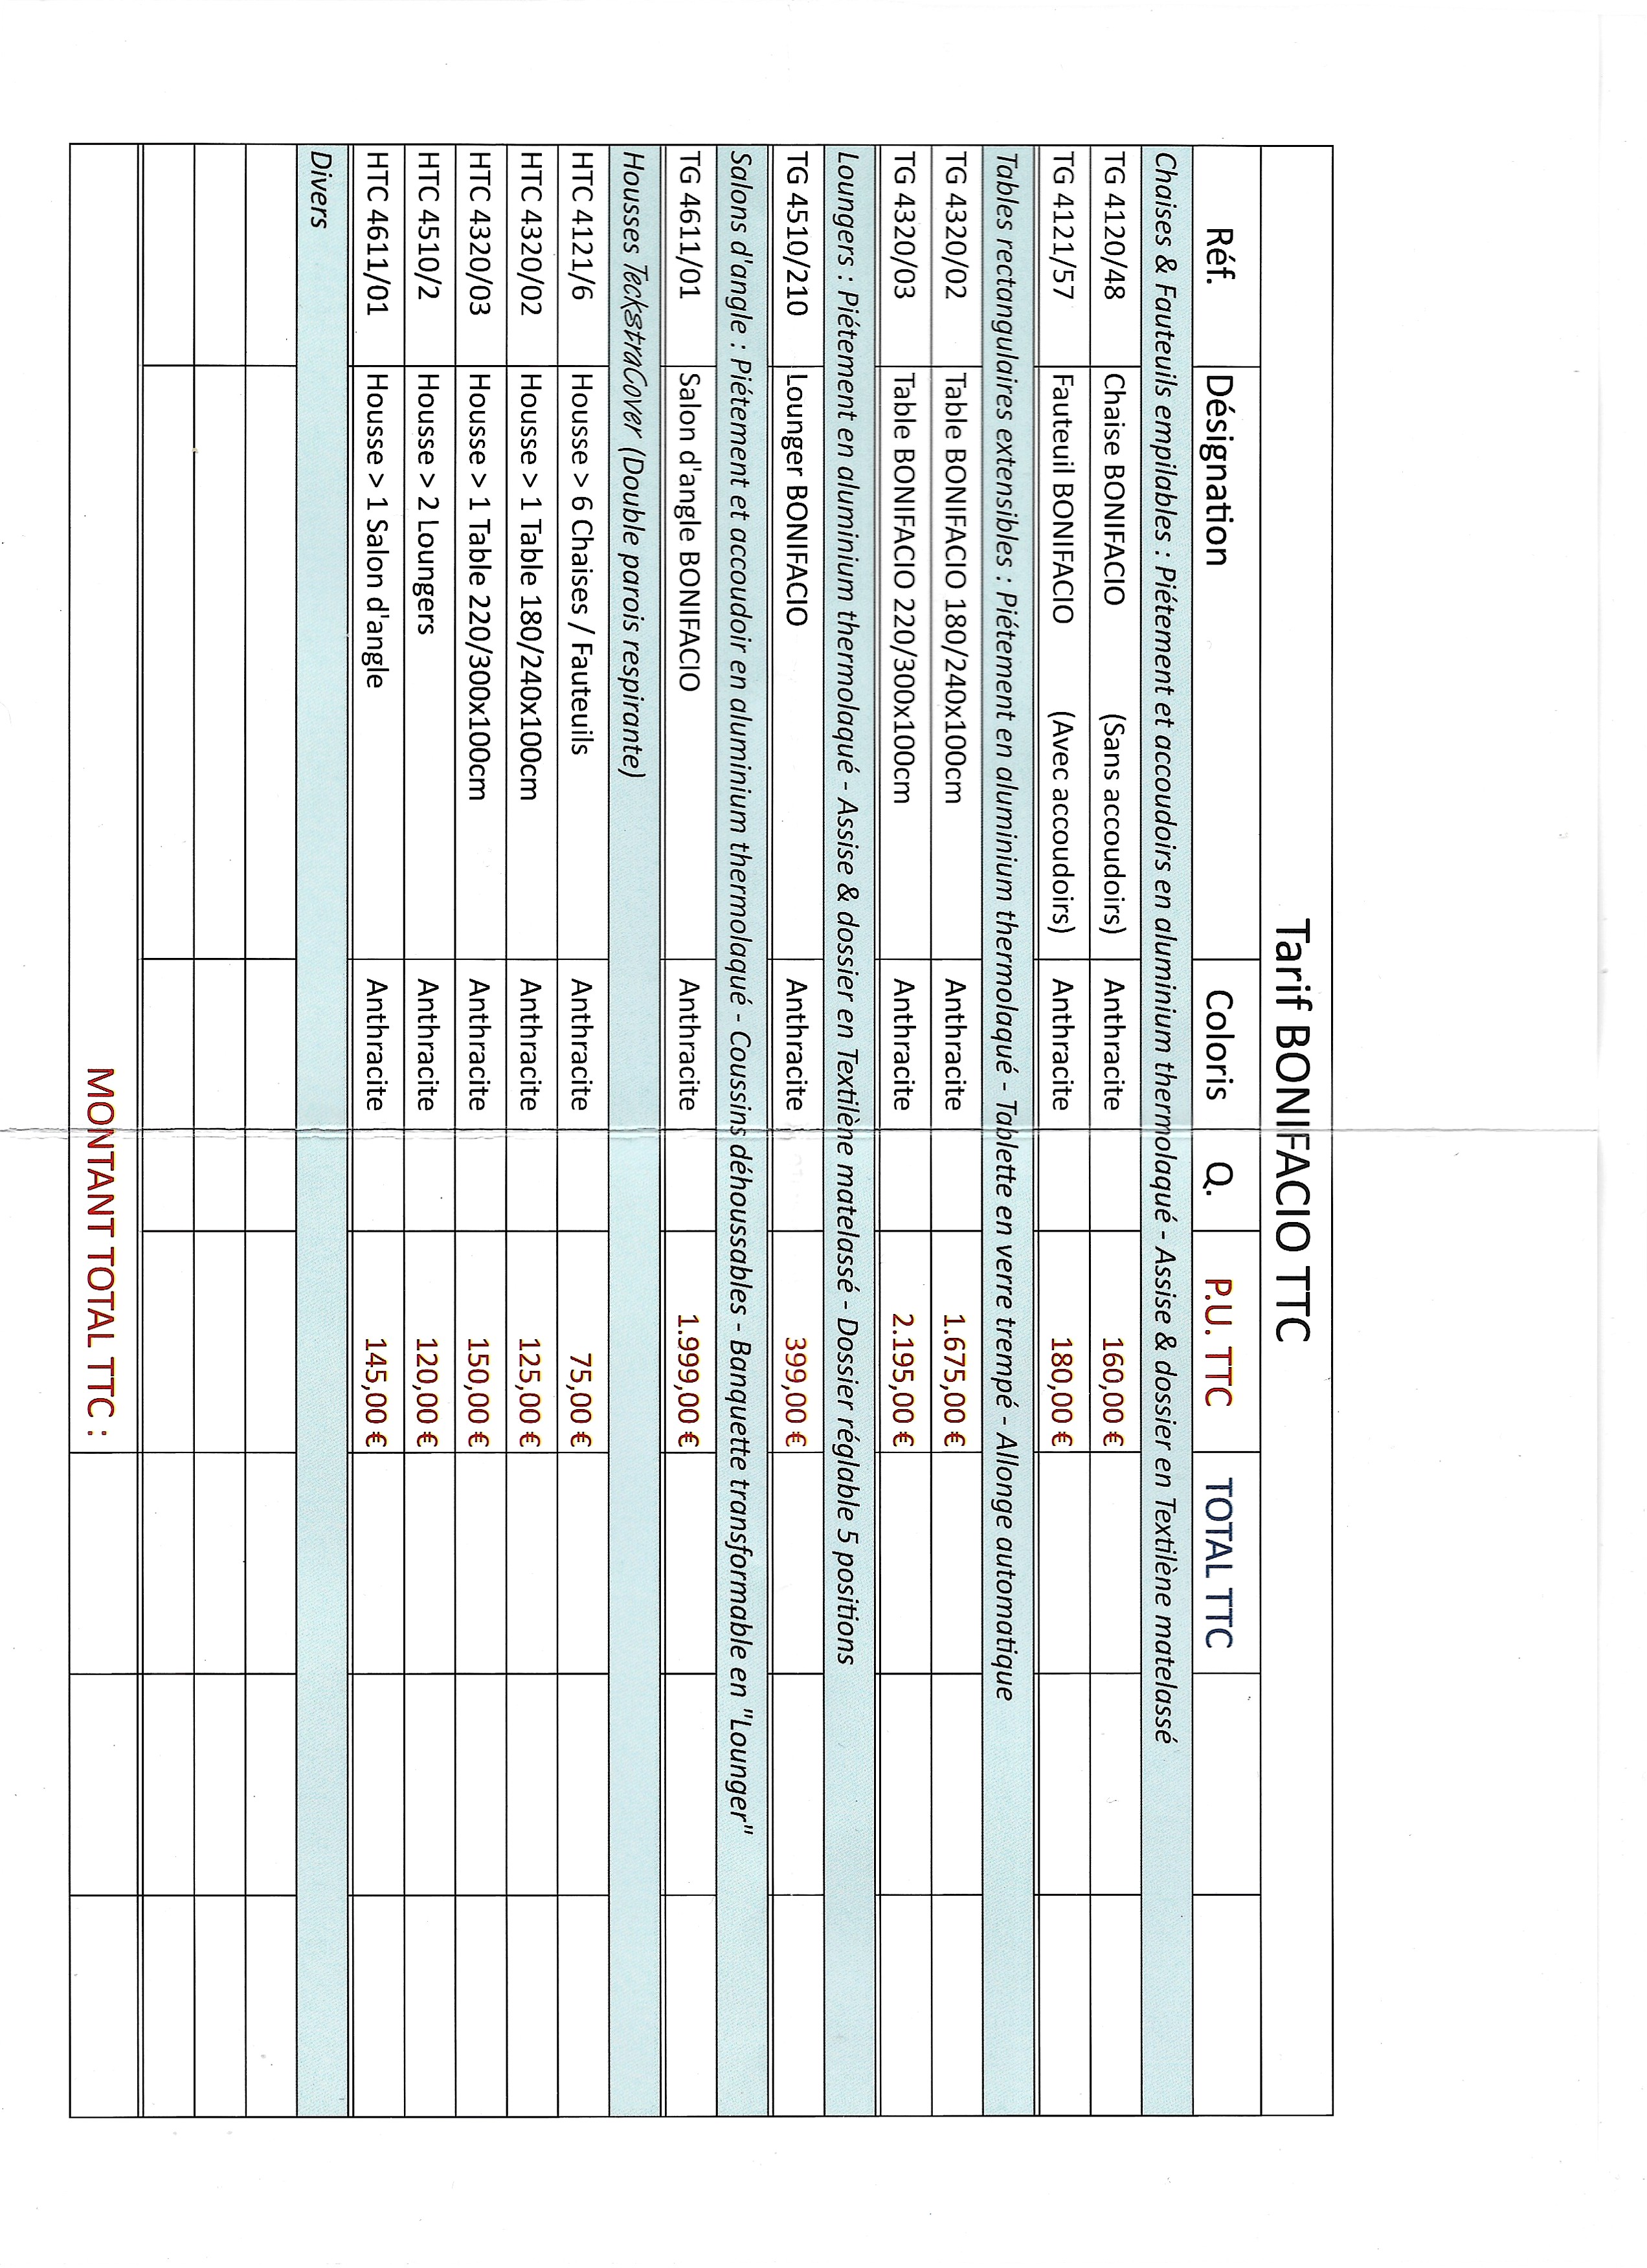 Tarif BONIFACIO TTC
Réf. Désignation Coloris Q. P.U. TTC TOTAL TTC
Chaises & Fauteuils empilables : Piétement et accoudoirs en aluminium thermolaqué - Assise & dossier en Textilène matelassé
TG 4120/48 Chaise BONIFACIO (Sans accoudoirs) Anthracite 160,00 €
TG 4121/57 Fauteuil BONIFACIO (Avec accoudoirs) Anthracite 180,00 €
Tables rectangulaires extensibles : Piétement en aluminium thermolaqué - Tablette en verre trempé - Allonge automatique
TG 4320/02 Table BONIFACIO 180/240x100cm Anthracite 1.675,00 €
TG 4320/03 Table BONIFACIO 220/300x100cm Anthracite 2.195,00 €
Loungers : Piétement en aluminium thermolaqué - Assise & dossier en Textilène matelassé - Dossier réglable 5 positions
TG 4510/210 Lounger BONIFACIO Anthracite 399,00 €
Salons d'angle : Piétement et accoudoir en aluminium thermolaqué - Coussins déhoussables - Banquette transformable en "Lounger"
TG 4611/01 Salon d'angle BONIFACIO Anthracite 1.999,00 €
Housses TeckstraCover (Double parois respirante)
HTC 4121/6 Housse > 6 Chaises / Fauteuils Anthracite 75,00 €
HTC 4320/02 Housse > 1 Table 180/240x100cm Anthracite 125,00 €
HTC 4320/03 Housse > 1 Table 220/300x100cm Anthracite 150,00 €
HTC 4510/2 Housse > 2 Loungers Anthracite 120,00 €
HTC 4611/01 Housse > 1 Salon d'angle Anthracite 145,00 €
Divers
MONTANT TOTAL TTC :